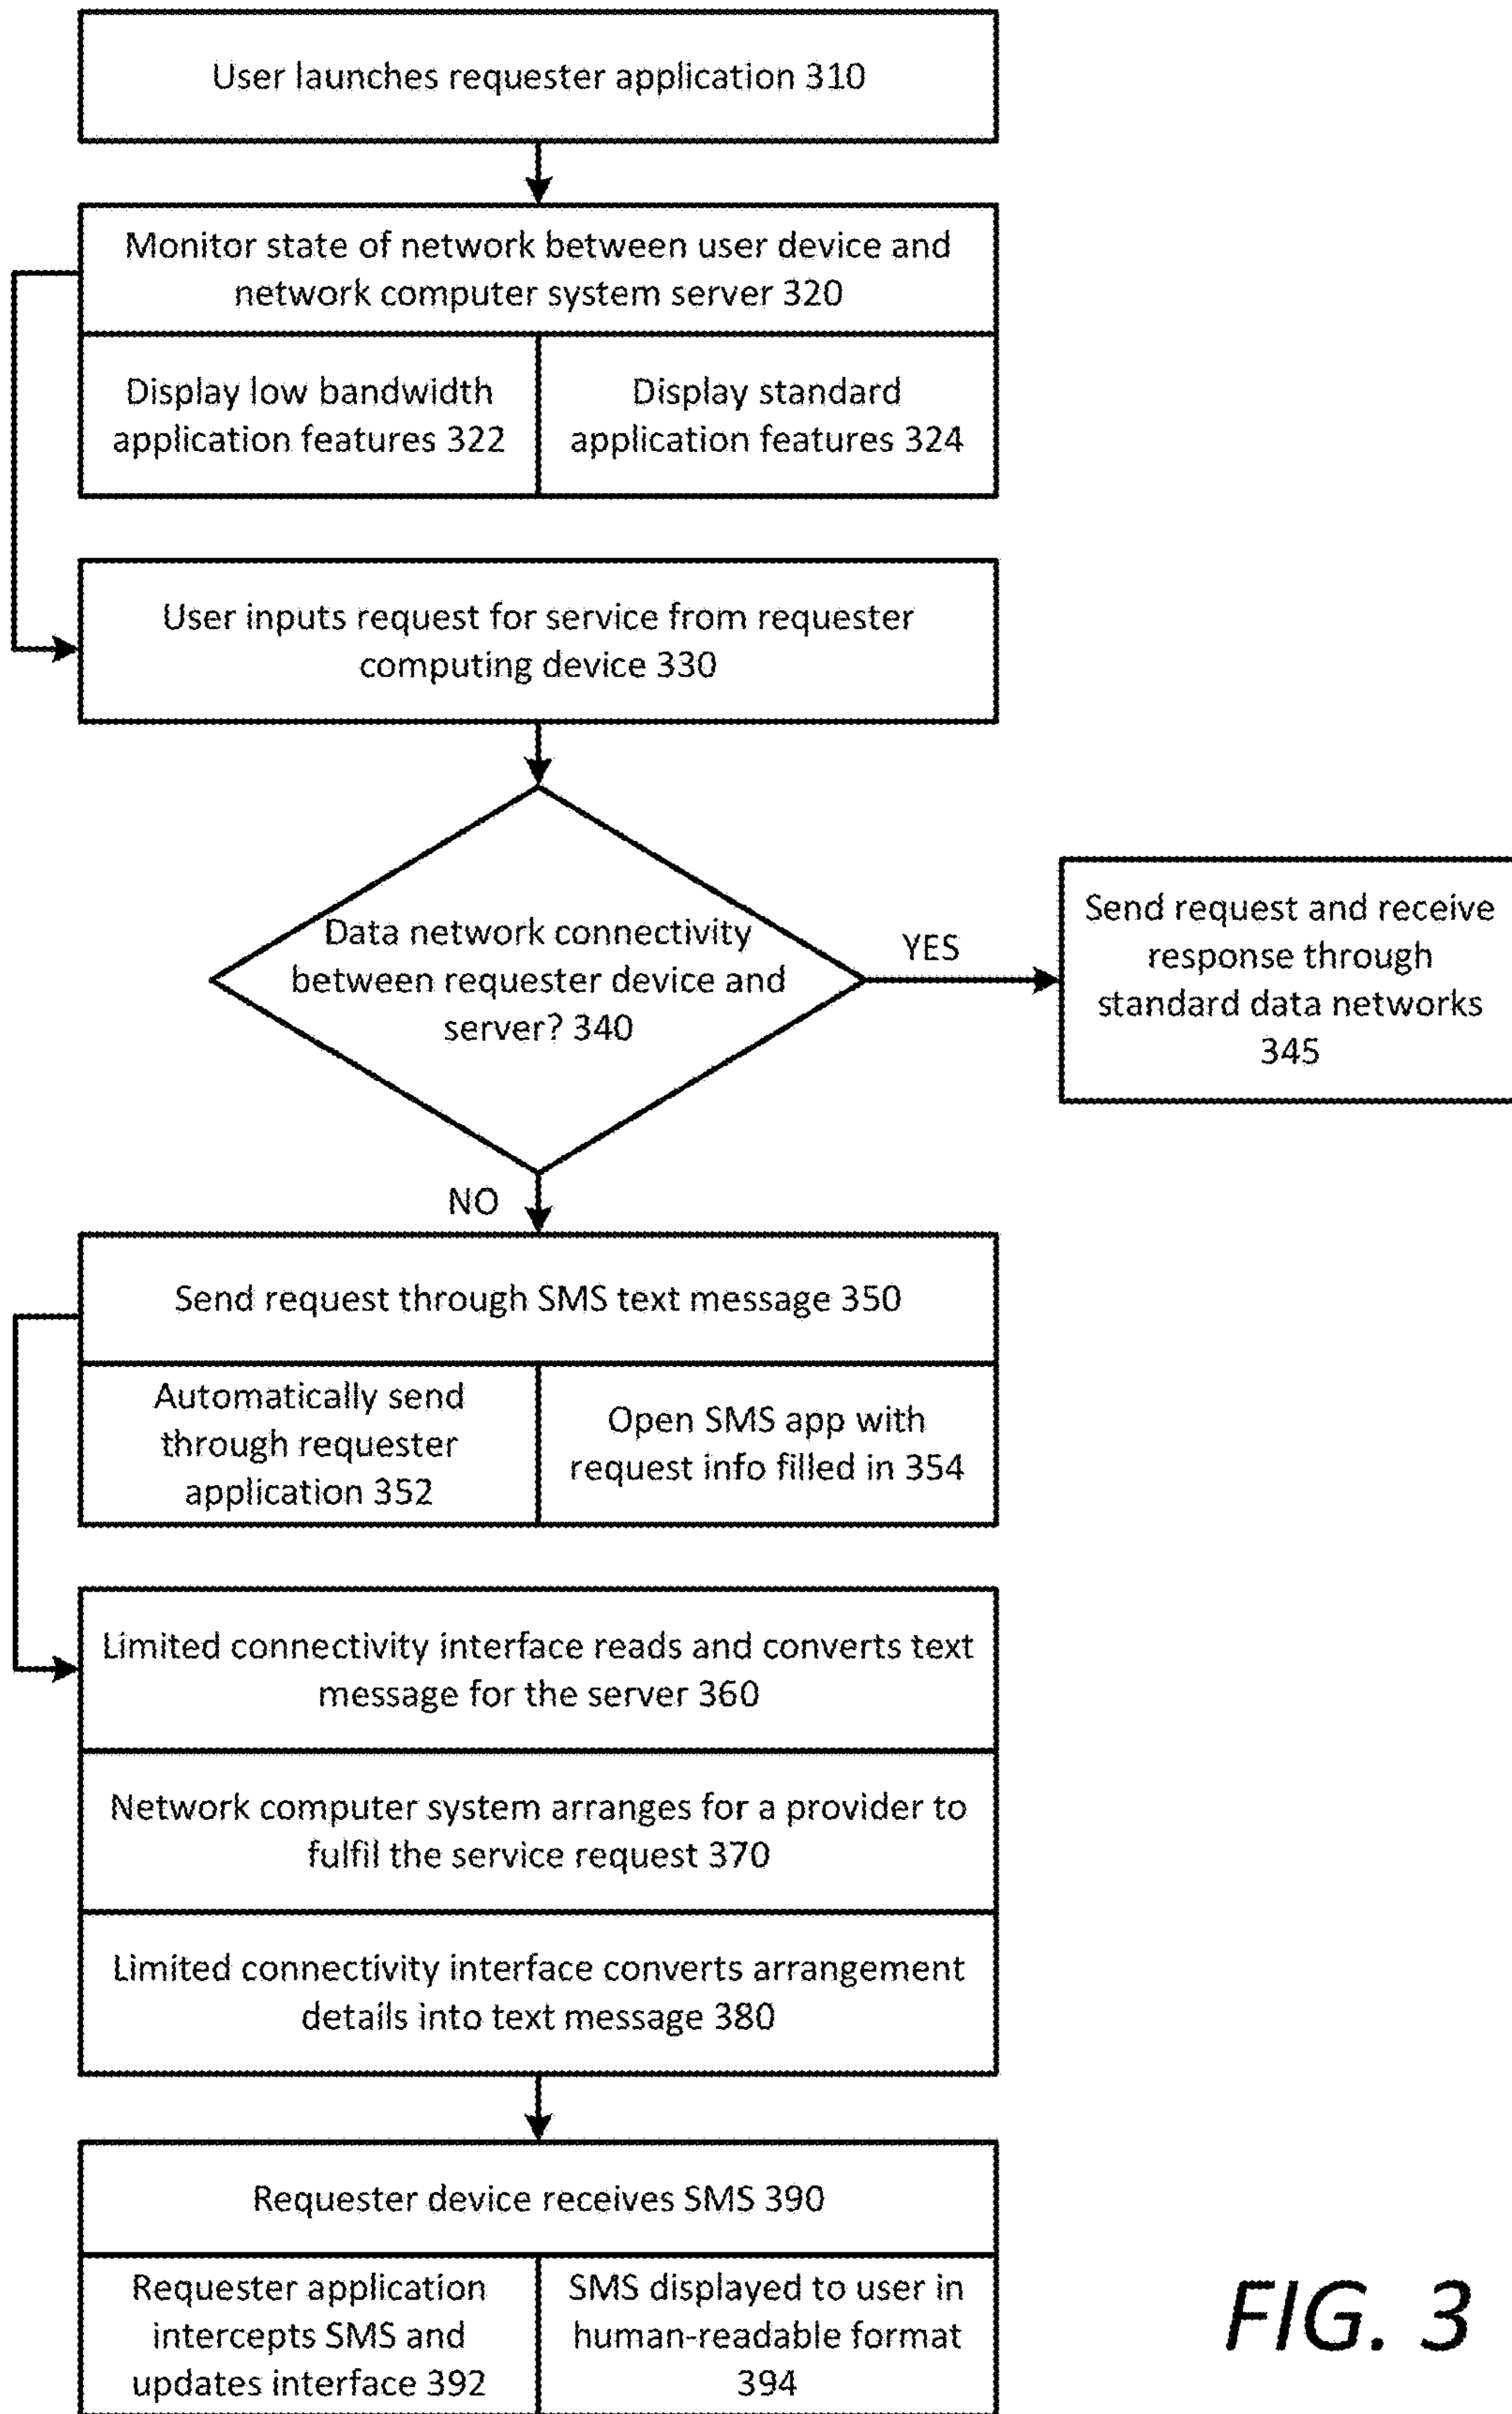 User launches requester application 310
Monitor state of network between user device and
network computer system server 320
Display low bandwidth
application features 322
Display standard
application features 324
User inputs request for service from requester
computing device 330
Data network connectivity
between requester device and
server? 340
YES
Send request and receive
response through
standard data networks
345
NO
Send request through SMS text message 350
Automatically send
through requester
application 352
Open SMS app with
request info filled in 354
Limited connectivity interface reads and converts text
message for the server 360
Network computer system arranges for a provider to
fulfil the service request 370
Limited connectivity interface converts arrangement
details into text message 380
Requester device receives SMS 390
Requester application
intercepts SMS and
updates interface 392
SMS displayed to user in
human-readable format
394
FIG. 3